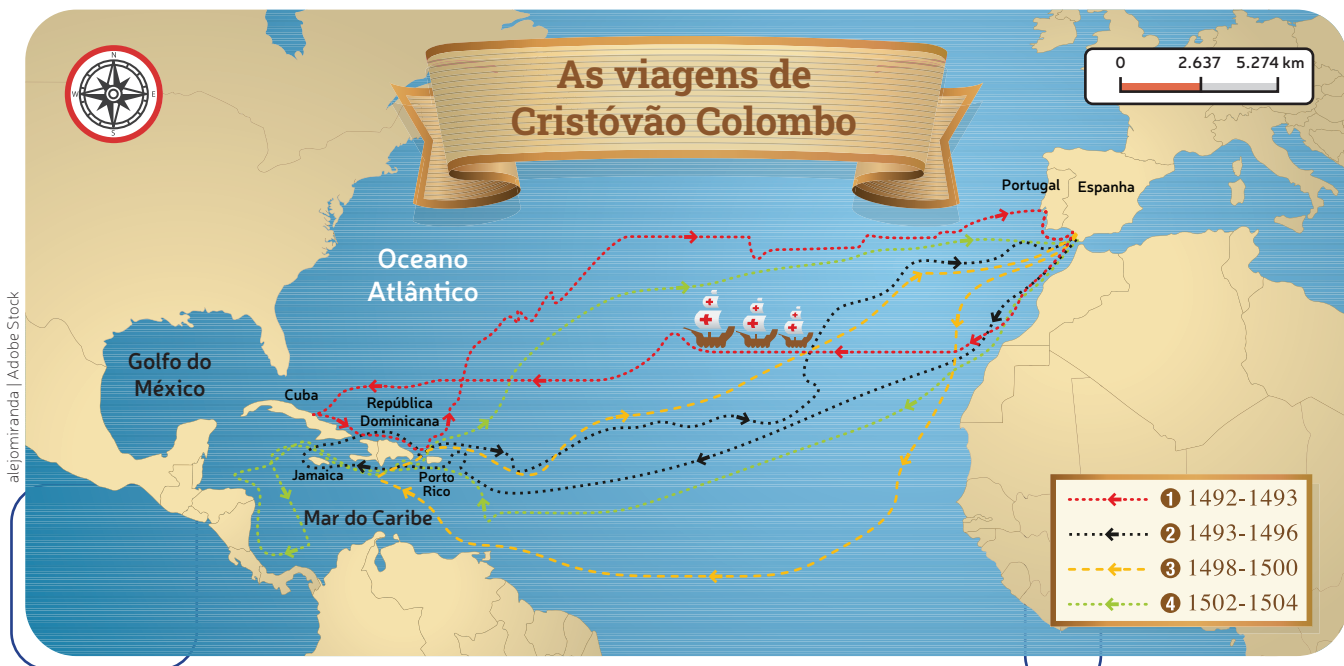 As viagens de
Cristóvão Colombo
N
W
E
S
0 2.637 5.274 km
Portugal
Espanha
Oceano
Atlântico
Golfo do
México
Cuba
República
Dominicana
Jamaica
Porto
Rico
Mar do Caribe
1 1492-1493
2 1493-1496
3 1498-1500
4 1502-1504
alejomiranda | Adobe Stock